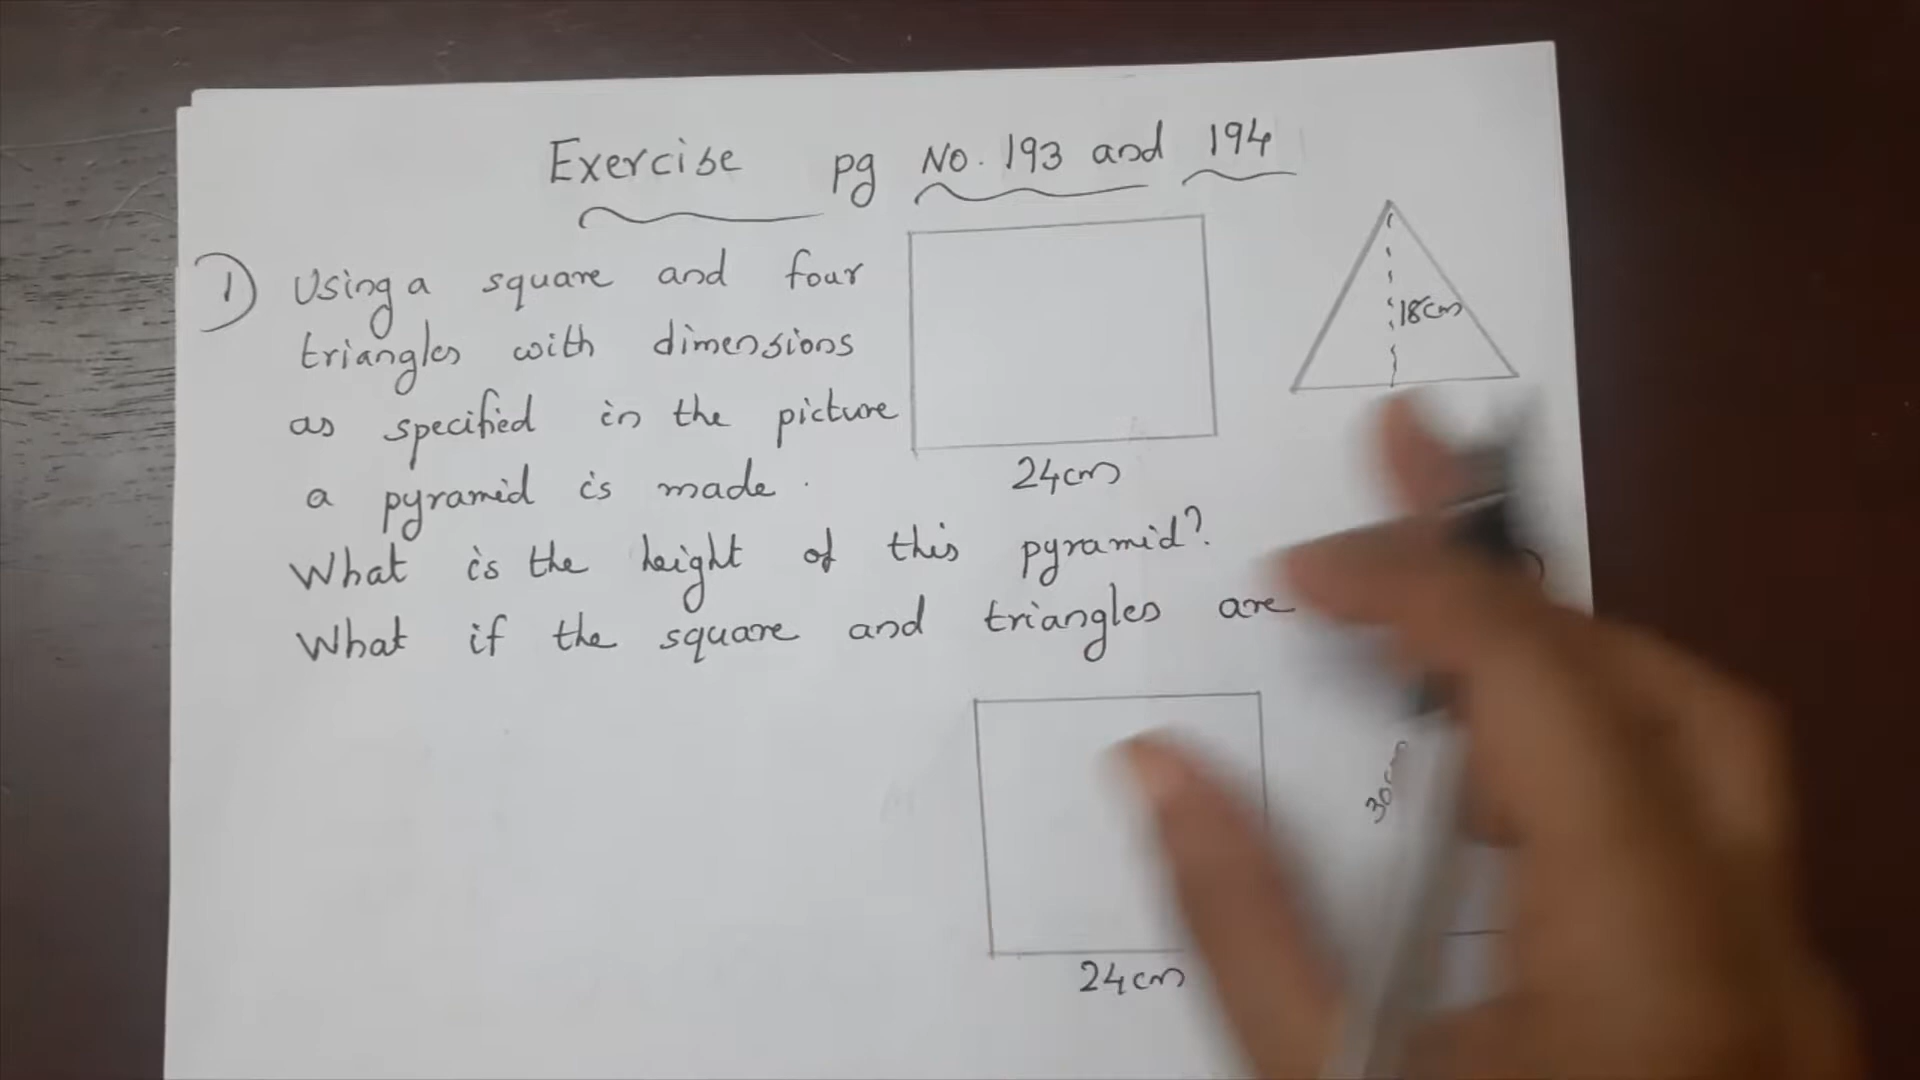 Exercise pg No. 193 and 194
1) Using a square and four
triangles with dimensions
as specified in the picture
a pyramid is made.
What is the height of this pyramid?
What if the square and triangles are
18cm
24cm
30cm
24cm